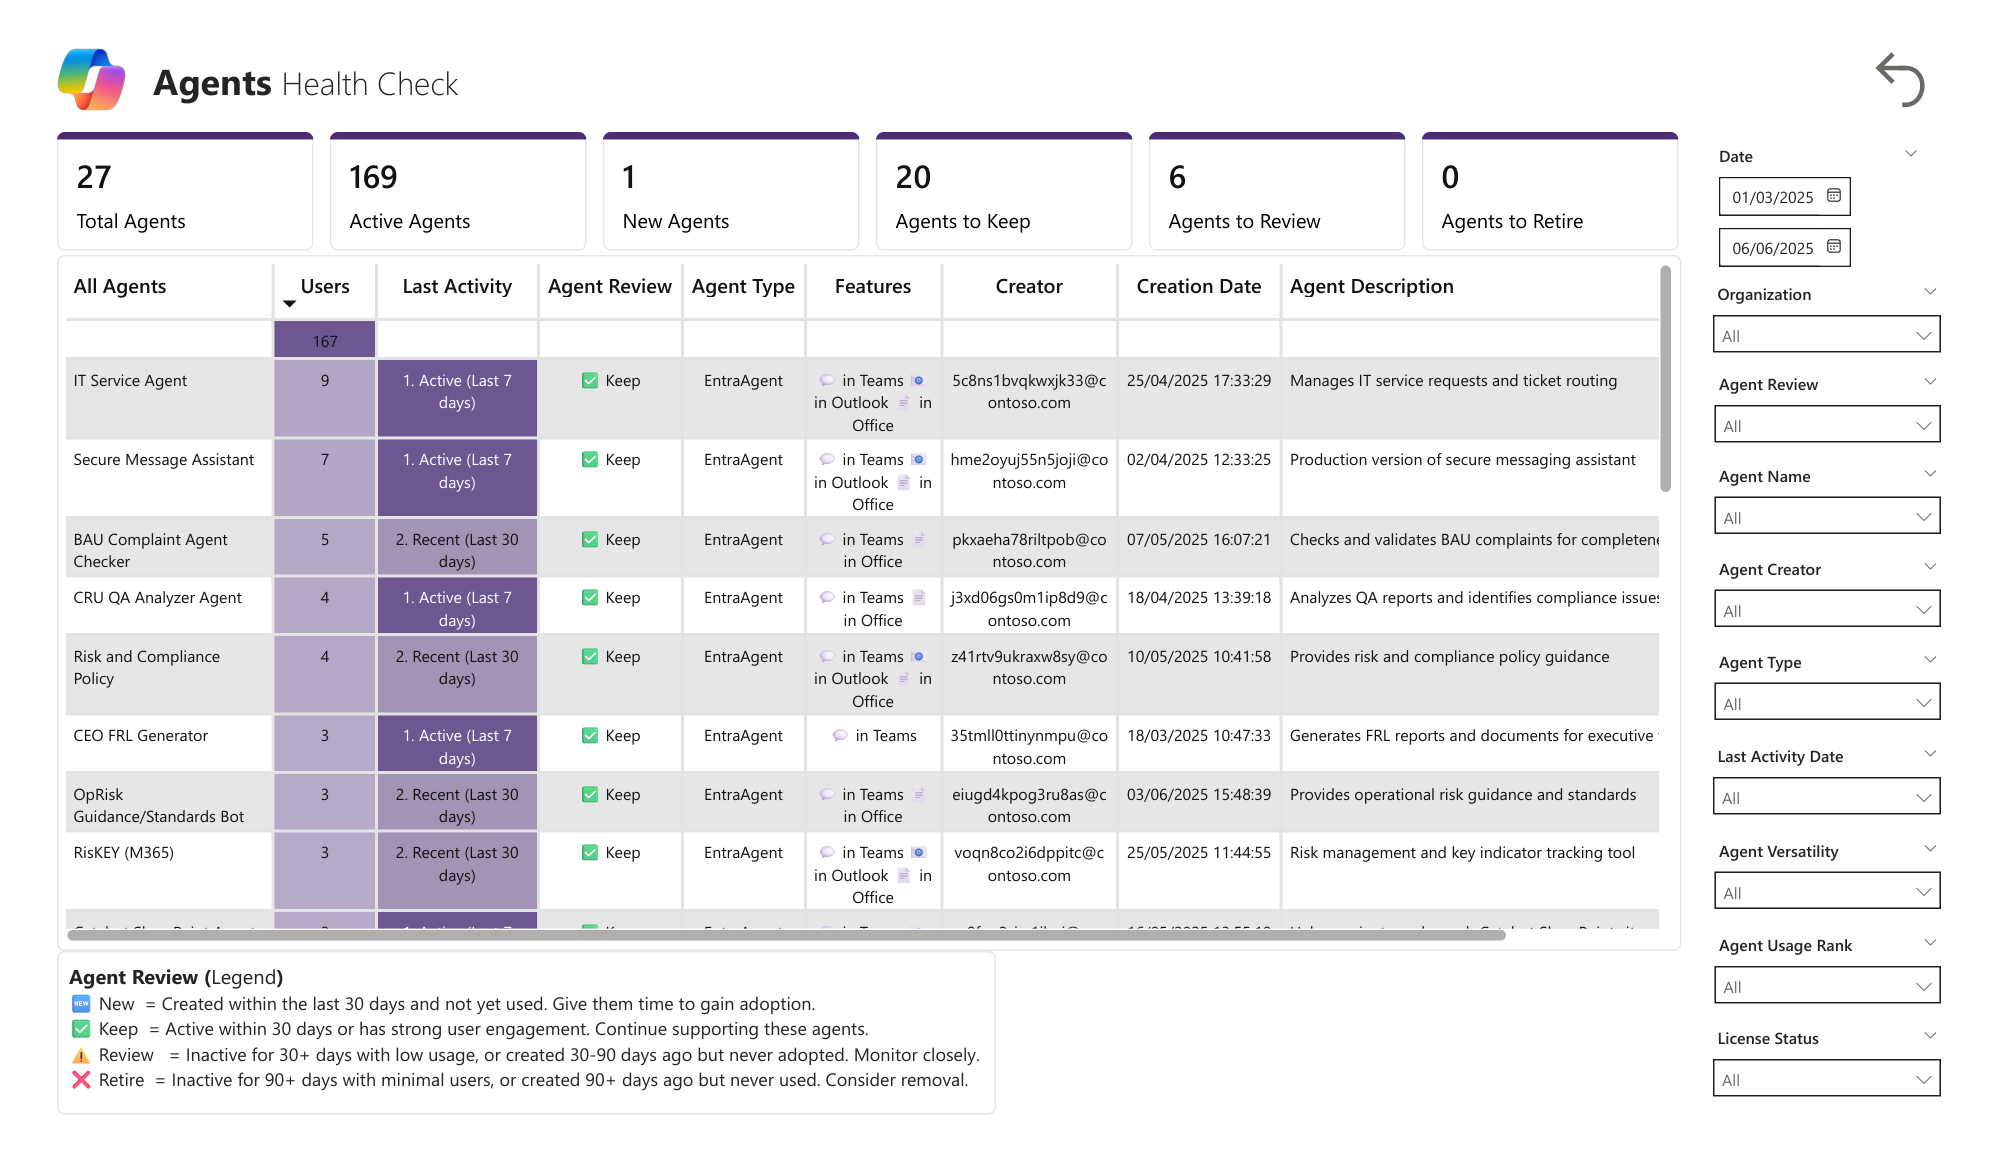 Agents Health Check
27
Total Agents
169
Active Agents
1
New Agents
20
Agents to Keep
6
Agents to Review
0
Agents to Retire
All Agents Users Last Activity Agent Review Agent Type Features Creator Creation Date Agent Description
167
IT Service Agent 9 1. Active (Last 7 days) ✅ Keep EntraAgent 💬 in Teams 📧 in Outlook 📄 in Office 5c8ns1bvqkwxjk33@contoso.com 25/04/2025 17:33:29 Manages IT service requests and ticket routing
Secure Message Assistant 7 1. Active (Last 7 days) ✅ Keep EntraAgent 💬 in Teams 📧 in Outlook 📄 in Office hme2oyuj55n5joji@contoso.com 02/04/2025 12:33:25 Production version of secure messaging assistant
BAU Complaint Agent Checker 5 2. Recent (Last 30 days) ✅ Keep EntraAgent 💬 in Teams 📄 in Office pkxaeha78riltpob@contoso.com 07/05/2025 16:07:21 Checks and validates BAU complaints for completene
CRU QA Analyzer Agent 4 1. Active (Last 7 days) ✅ Keep EntraAgent 💬 in Teams 📄 in Office j3xd06gs0m1ip8d9@contoso.com 18/04/2025 13:39:18 Analyzes QA reports and identifies compliance issues
Risk and Compliance Policy 4 2. Recent (Last 30 days) ✅ Keep EntraAgent 💬 in Teams 📧 in Outlook 📄 in Office z41rtv9ukraxw8sy@contoso.com 10/05/2025 10:41:58 Provides risk and compliance policy guidance
CEO FRL Generator 3 1. Active (Last 7 days) ✅ Keep EntraAgent 💬 in Teams 35tmll0ttinynmpu@contoso.com 18/03/2025 10:47:33 Generates FRL reports and documents for executive
OpRisk Guidance/Standards Bot 3 2. Recent (Last 30 days) ✅ Keep EntraAgent 💬 in Teams 📄 in Office eiugd4kpog3ru8as@contoso.com 03/06/2025 15:48:39 Provides operational risk guidance and standards
RisKEY (M365) 3 2. Recent (Last 30 days) ✅ Keep EntraAgent 💬 in Teams 📧 in Outlook 📄 in Office voqn8co2i6dppitc@contoso.com 25/05/2025 11:44:55 Risk management and key indicator tracking tool
Agent Review (Legend)
🆕 New = Created within the last 30 days and not yet used. Give them time to gain adoption.
✅ Keep = Active within 30 days or has strong user engagement. Continue supporting these agents.
⚠️ Review = Inactive for 30+ days with low usage, or created 30-90 days ago but never adopted. Monitor closely.
❌ Retire = Inactive for 90+ days with minimal users, or created 90+ days ago but never used. Consider removal.
Date
01/03/2025
06/06/2025
Organization
All
Agent Review
All
Agent Name
All
Agent Creator
All
Agent Type
All
Last Activity Date
All
Agent Versatility
All
Agent Usage Rank
All
License Status
All